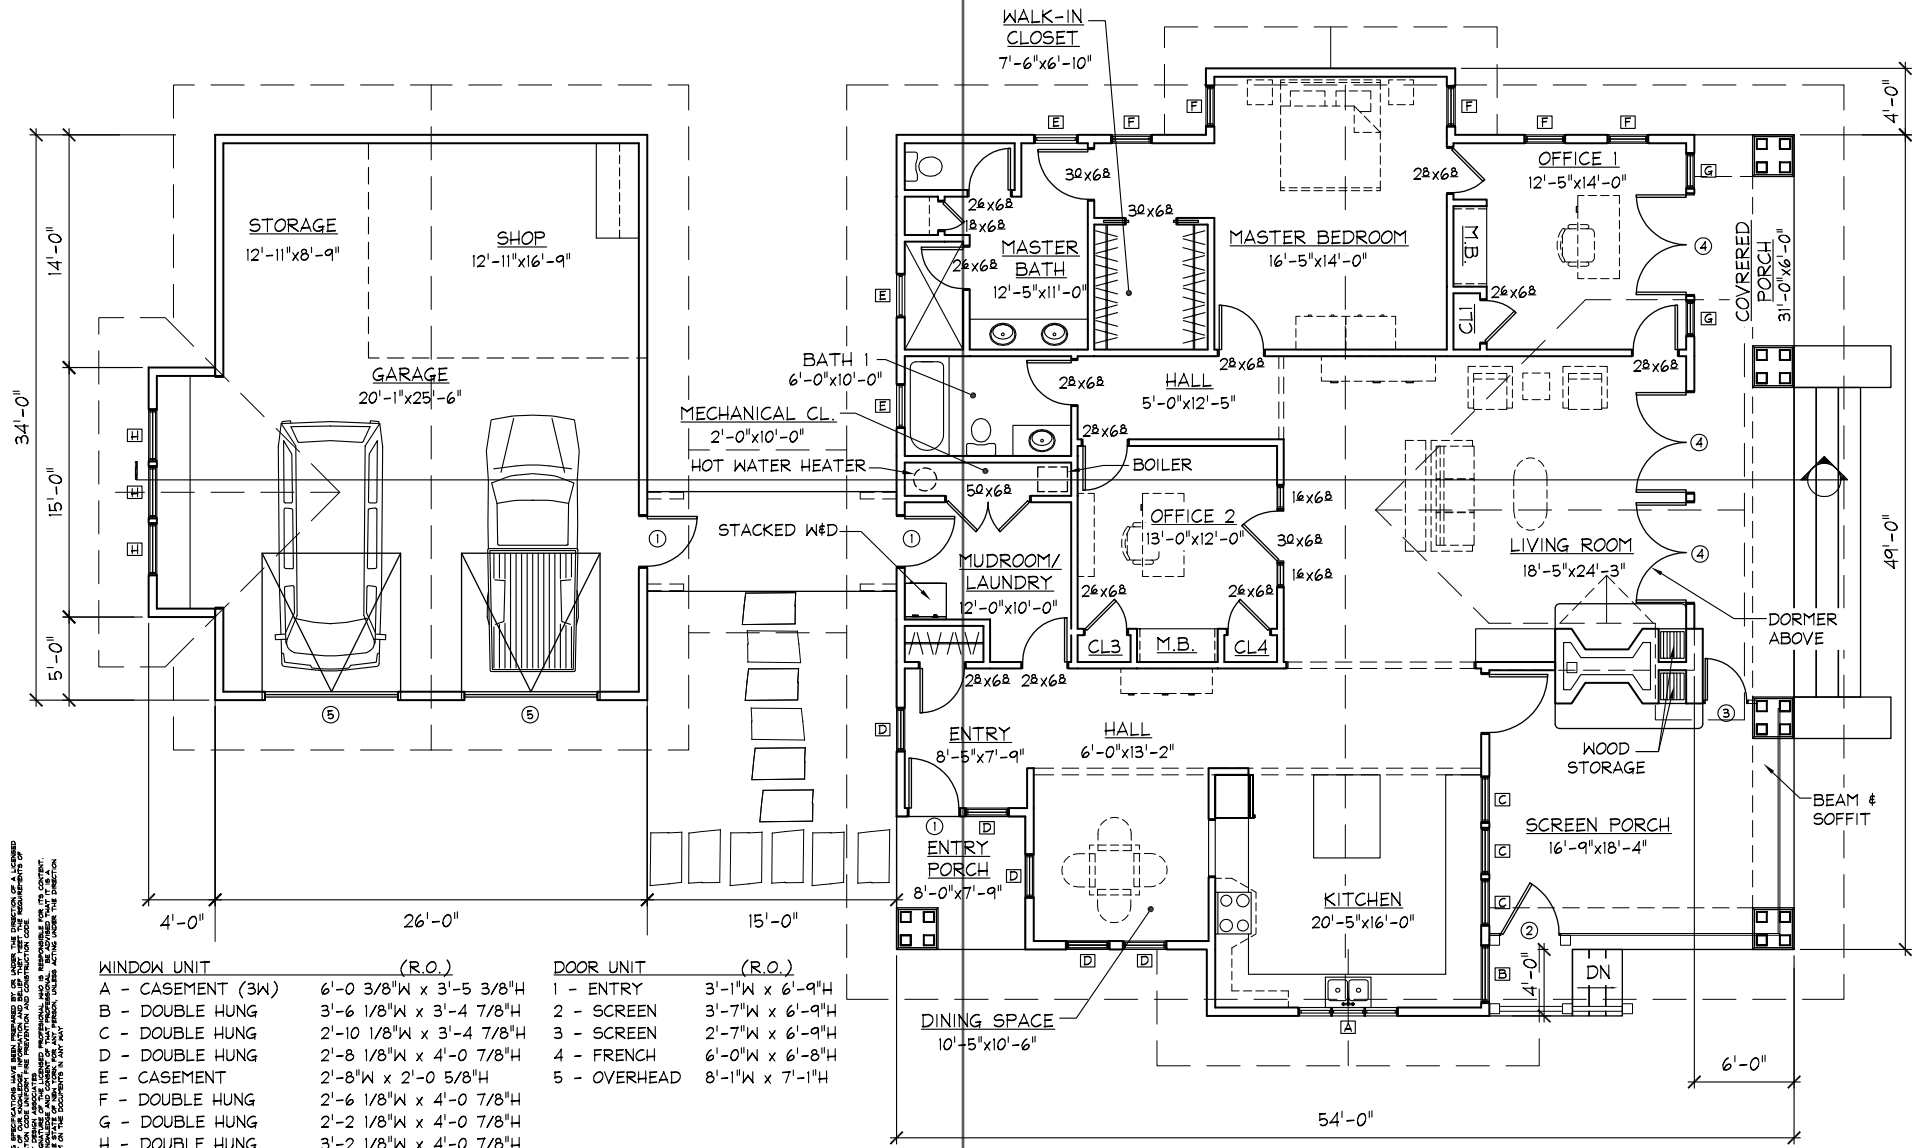 WALK-IN
CLOSET
7'-6"x6'-10"
4'-0"
F
F
E
F
F
F
OFFICE 1
12'-5"x14'-0"
G
30x68
28x68
26x68
18x68
30x68
STORAGE
12'-11"x8'-9"
SHOP
12'-11"x16'-9"
14'-0"
MASTER
BATH
12'-5"x11'-0"
26x68
MASTER BEDROOM
16'-5"x14'-0"
M.B.
4
COVRERED
PORCH
31'-0"x6'-0"
E
26x68
CL1
G
BATH 1
6'-0"x10'-0"
28x68
HALL
5'-0"x12'-5"
28x68
28x68
GARAGE
20'-1"x25'-6"
34'-0"
E
MECHANICAL CL.
2'-0"x10'-0"
28x68
4
H
HOT WATER HEATER
BOILER
50x68
16x68
H
15'-0"
STACKED W&D
OFFICE 2
13'-0"x12'-0"
30x68
49'-0"
1
1
LIVING ROOM
18'-5"x24'-3"
4
H
MUDROOM/
LAUNDRY
12'-0"x10'-0"
16x68
26x68
26x68
DORMER
ABOVE
5'-0"
CL3
M.B.
CL4
28x68
28x68
5
5
D
ENTRY
8'-5"x7'-9"
HALL
6'-0"x13'-2"
3
WOOD
STORAGE
C
BEAM &
SOFFIT
1
D
SCREEN PORCH
16'-9"x18'-4"
C
ENTRY
PORCH
8'-0"x7'-9"
D
KITCHEN
20'-5"x16'-0"
C
4'-0"
26'-0"
15'-0"
2
D
D
B
4'-0"
DN
DINING SPACE
10'-5"x10'-6"
A
6'-0"
54'-0"
WINDOW UNIT (R.O.)
A - CASEMENT (3W) 6'-0 3/8"W x 3'-5 3/8"H
B - DOUBLE HUNG 3'-6 1/8"W x 3'-4 7/8"H
C - DOUBLE HUNG 2'-10 1/8"W x 3'-4 7/8"H
D - DOUBLE HUNG 2'-8 1/8"W x 4'-0 7/8"H
E - CASEMENT 2'-8"W x 2'-0 5/8"H
F - DOUBLE HUNG 2'-6 1/8"W x 4'-0 7/8"H
G - DOUBLE HUNG 2'-2 1/8"W x 4'-0 7/8"H
H - DOUBLE HUNG 3'-2 1/8"W x 4'-0 7/8"H
DOOR UNIT (R.O.)
1 - ENTRY 3'-1"W x 6'-9"H
2 - SCREEN 3'-7"W x 6'-9"H
3 - SCREEN 2'-7"W x 6'-9"H
4 - FRENCH 6'-0"W x 6'-8"H
5 - OVERHEAD 8'-1"W x 7'-1"H